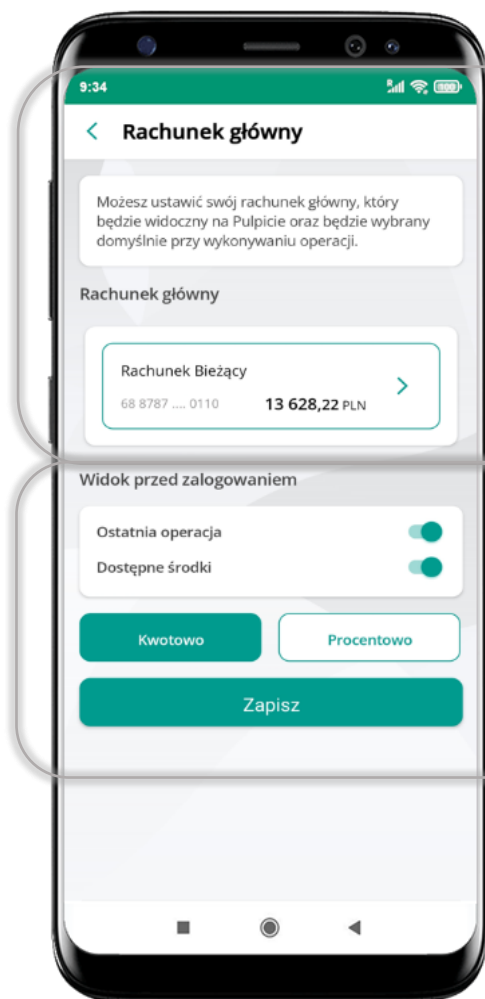 9:34
R
100
Rachunek główny
Możesz ustawić swój rachunek główny, który
będzie widoczny na Pulpicie oraz będzie wybrany
domyślnie przy wykonywaniu operacji.
Rachunek główny
Rachunek Bieżący
68 8787 .... 0110 13 628,22 PLN
Widok przed zalogowaniem
Ostatnia operacja
Dostępne środki
Kwotowo Procentowo
Zapisz